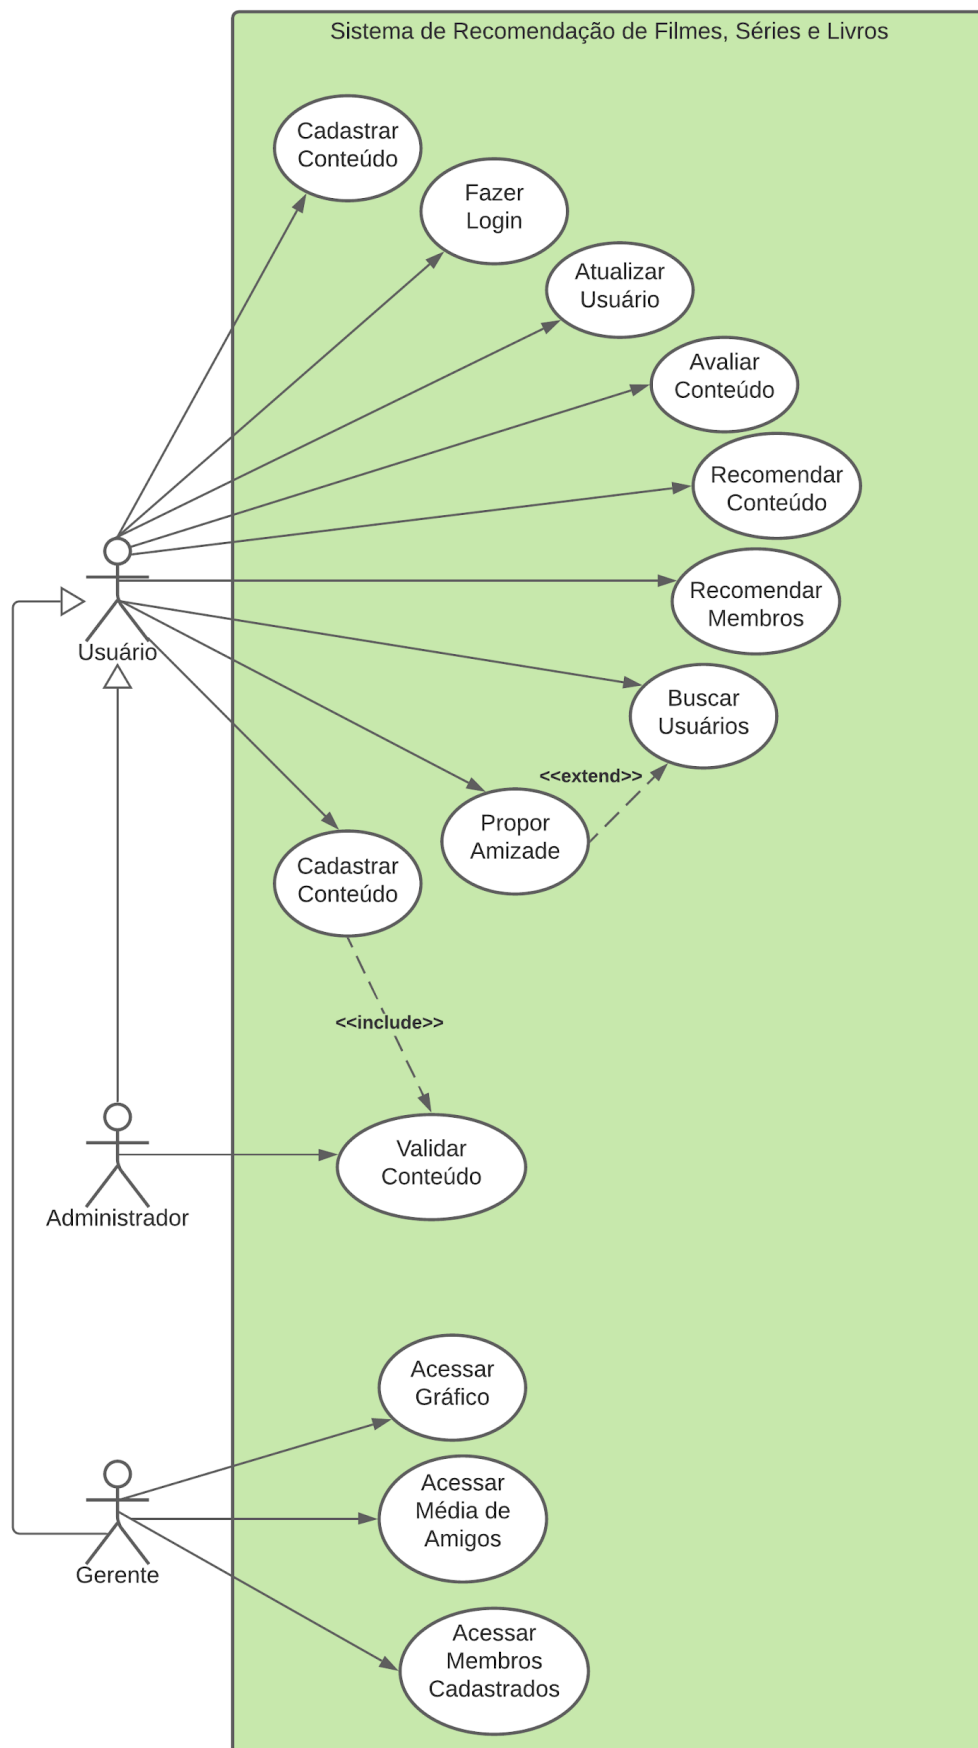 Sistema de Recomendação de Filmes, Séries e Livros
Cadastrar
Conteúdo
Fazer
Login
Atualizar
Usuário
Avaliar
Conteúdo
Recomendar
Conteúdo
Recomendar
Membros
Usuário
Buscar
Usuários
<<extend>>
Propor
Amizade
Cadastrar
Conteúdo
<<include>>
Validar
Conteúdo
Administrador
Acessar
Gráfico
Acessar
Média de
Amigos
Gerente
Acessar
Membros
Cadastrados